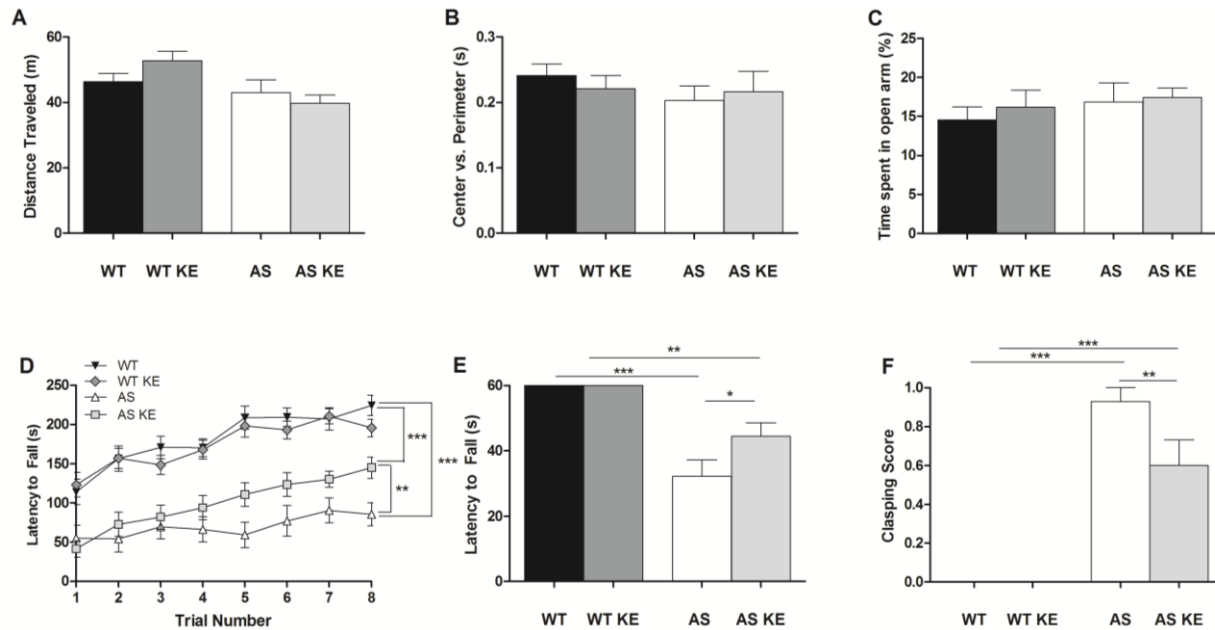 A
Distance Traveled (m)
60
40
20
0
WT WT KE AS AS KE
B
Center vs. Perimeter (s)
0.3
0.2
0.1
0.0
WT WT KE AS AS KE
C
Time spent in open arm (%)
25
20
15
10
5
0
WT WT KE AS AS KE
D
WT
WT KE
AS
AS KE
Latency to Fall (s)
250
200
150
100
50
0
1 2 3 4 5 6 7 8
Trial Number
***
***
**
E
Latency to Fall (s)
60
40
20
0
**
***
*
WT WT KE AS AS KE
F
Clasping Score
1.0
0.8
0.6
0.4
0.2
0.0
***
***
**
WT WT KE AS AS KE